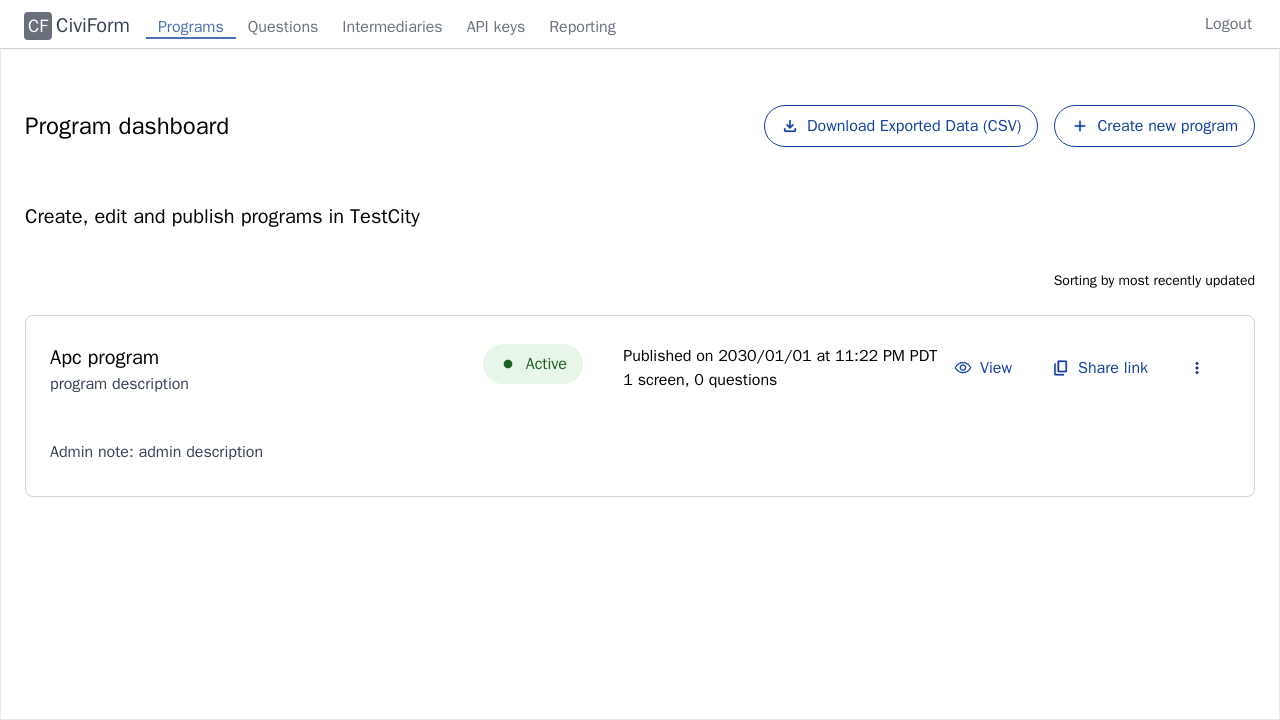 CF CiviForm Programs Questions Intermediaries API keys Reporting Logout
Program dashboard
Download Exported Data (CSV)
Create new program
Create, edit and publish programs in TestCity
Sorting by most recently updated
Apc program
program description
Active
Published on 2030/01/01 at 11:22 PM PDT
1 screen, 0 questions
View
Share link
Admin note: admin description